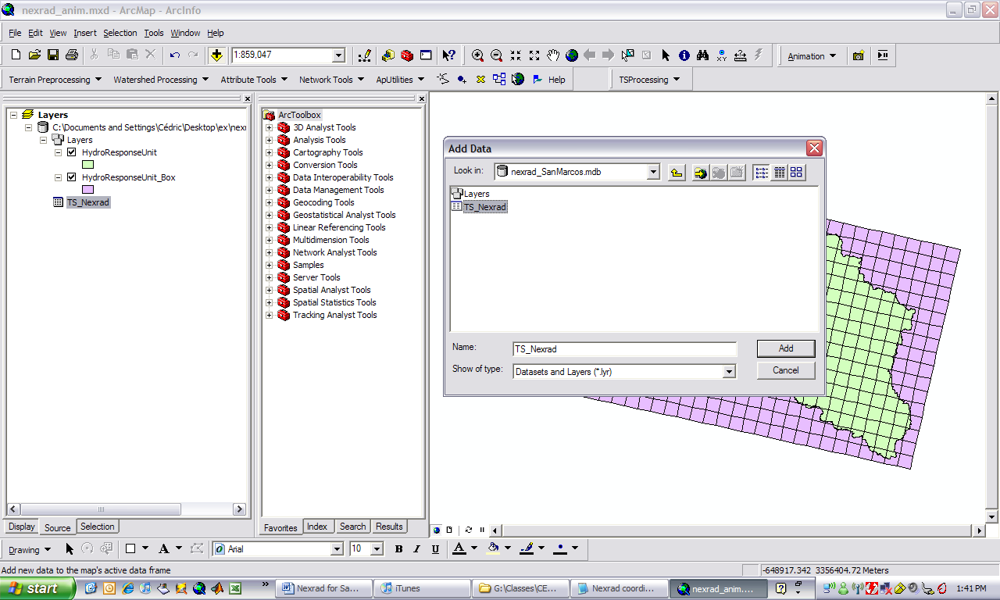 nexrad_anim.mxd - ArcMap - ArcInfo
File Edit View Insert Selection Tools Window Help
1:859,047
Animation
Terrain Preprocessing Watershed Processing Attribute Tools Network Tools ApUtilities Help TSProcessing
Layers
C:\Documents and Settings\Cédric\Desktop\ex\nexr
Layers
HydroResponseUnit
HydroResponseUnit_Box
TS_Nexrad
Display Source Selection
ArcToolbox
3D Analyst Tools
Analysis Tools
Cartography Tools
Conversion Tools
Data Interoperability Tools
Data Management Tools
Geocoding Tools
Geostatistical Analyst Tools
Linear Referencing Tools
Multidimension Tools
Network Analyst Tools
Samples
Server Tools
Spatial Analyst Tools
Spatial Statistics Tools
Tracking Analyst Tools
Favorites Index Search Results
Add Data
Look in: nexrad_SanMarcos.mdb
Layers
TS_Nexrad
Name: TS_Nexrad Add
Show of type: Datasets and Layers (*.lyr) Cancel
Drawing A Arial 10 B I U A
Add new data to the map's active data frame -648917.342 3356404.72 Meters
start Nexrad for Sa... iTunes G:\Classes\CE... Nexrad coordi... nexrad_anim.... 1:41 PM